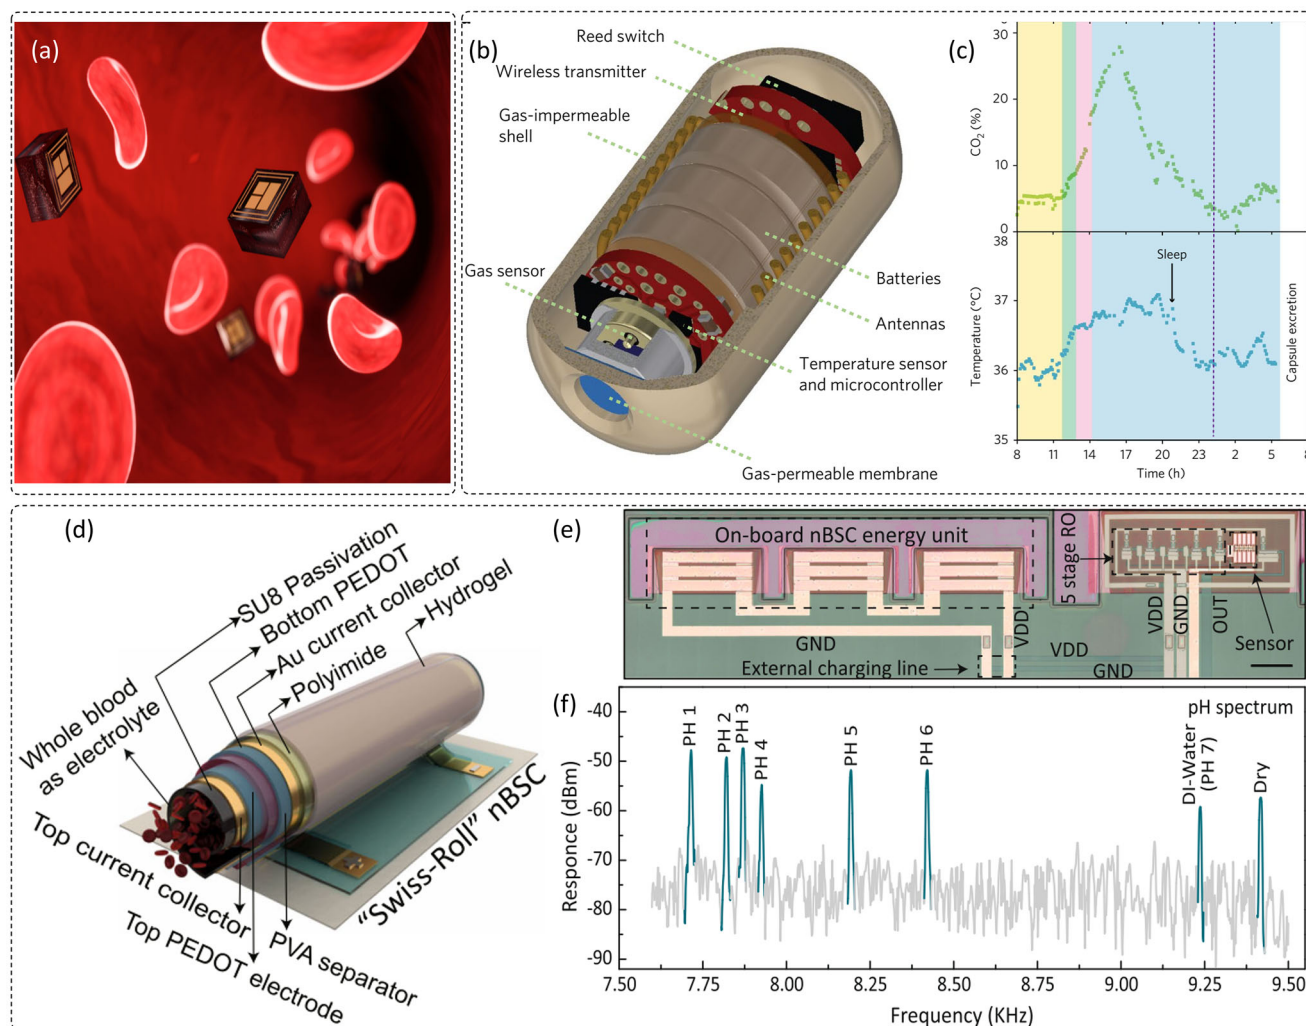 (a)
(b)
Reed switch
Wireless transmitter
Gas-impermeable
shell
Gas sensor
Batteries
Antennas
Temperature sensor
and microcontroller
Gas-permeable membrane
(c)
30
20
10
0
CO₂ (%)
38
37
36
35
Temperature (°C)
Sleep
Capsule excretion
8 11 14 17 20 23 2 5 8
Time (h)
(d)
SU8 Passivation
Bottom PEDOT
Au current collector
Polyimide
Hydrogel
Whole blood
as electrolyte
Top current collector
Top PEDOT electrode
PVA separator
"Swiss-Roll" nBSC
(e)
On-board nBSC energy unit
5 stage RO
GND
VDD
External charging line
VDD
GND
VDD
GND
OUT
Sensor
(f)
pH spectrum
-40
-50
-60
-70
-80
-90
Responce (dBm)
PH 1
PH 2
PH 3
PH 4
PH 5
PH 6
DI-Water
(PH 7)
Dry
7.50 7.75 8.00 8.25 8.50 8.75 9.00 9.25 9.50
Frequency (KHz)